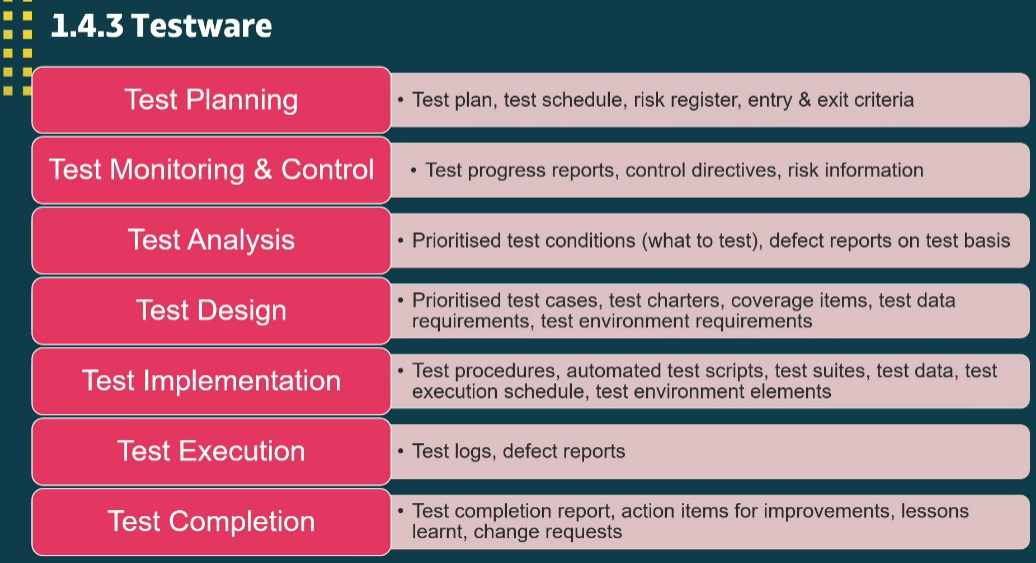 1.4.3 Testware
Test Planning
• Test plan, test schedule, risk register, entry & exit criteria
Test Monitoring & Control
• Test progress reports, control directives, risk information
Test Analysis
• Prioritised test conditions (what to test), defect reports on test basis
Test Design
• Prioritised test cases, test charters, coverage items, test data
requirements, test environment requirements
Test Implementation
• Test procedures, automated test scripts, test suites, test data, test
execution schedule, test environment elements
Test Execution
• Test logs, defect reports
Test Completion
• Test completion report, action items for improvements, lessons
learnt, change requests